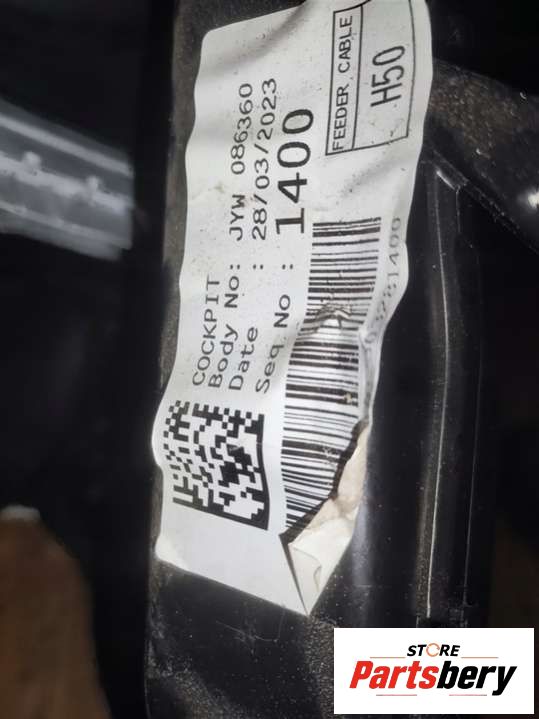 COCKPIT
Body No: JYW 086360
Date : 28/03/2023
Seq No : 1400
FEEDER CABLE
H50
STORE
Partsbery